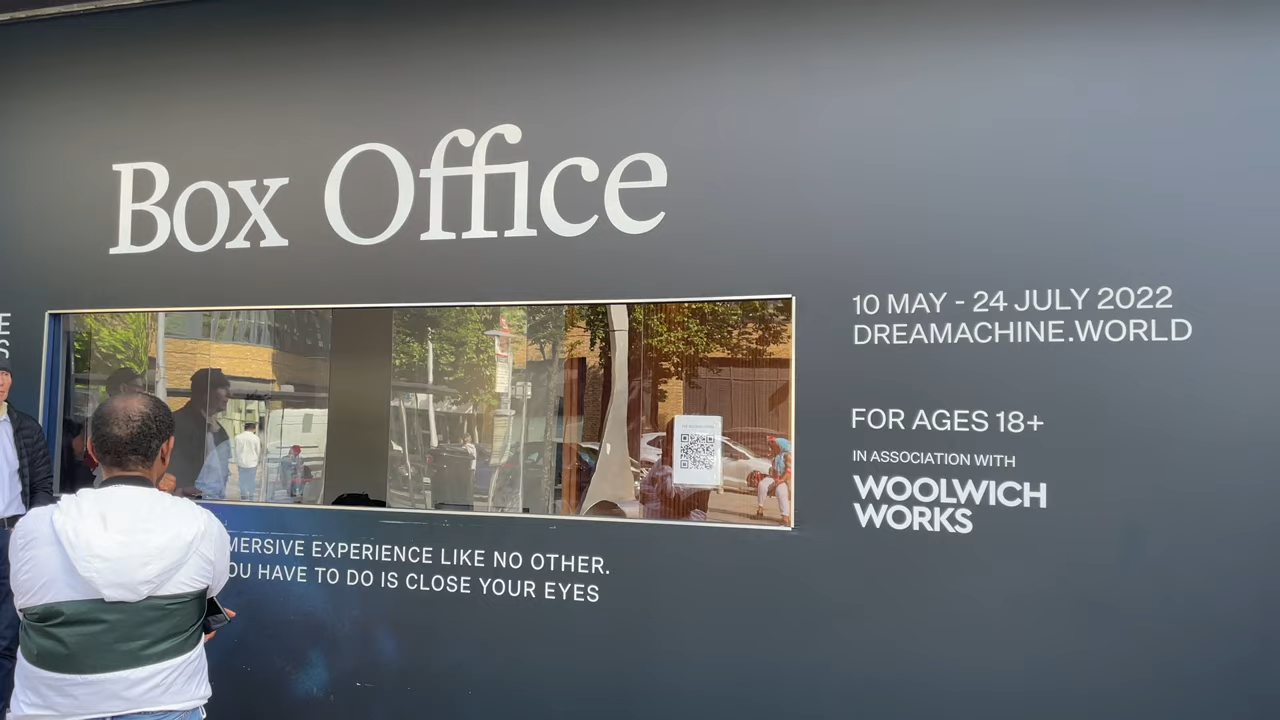 Box Office
10 MAY - 24 JULY 2022
DREAMACHINE.WORLD
FOR AGES 18+
IN ASSOCIATION WITH
WOOLWICH
WORKS
MERSIVE EXPERIENCE LIKE NO OTHER.
OU HAVE TO DO IS CLOSE YOUR EYES